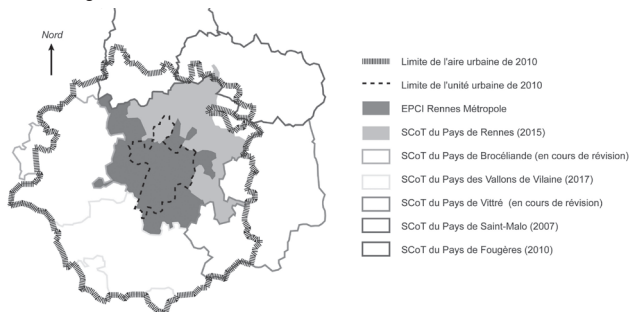 Nord
Limite de l'aire urbaine de 2010
Limite de l'unité urbaine de 2010
EPCI Rennes Métropole
SCoT du Pays de Rennes (2015)
SCoT du Pays de Brocéliande (en cours de révision)
SCoT du Pays des Vallons de Vilaine (2017)
SCoT du Pays de Vittré (en cours de révision)
SCoT du Pays de Saint-Malo (2007)
SCoT du Pays de Fougères (2010)